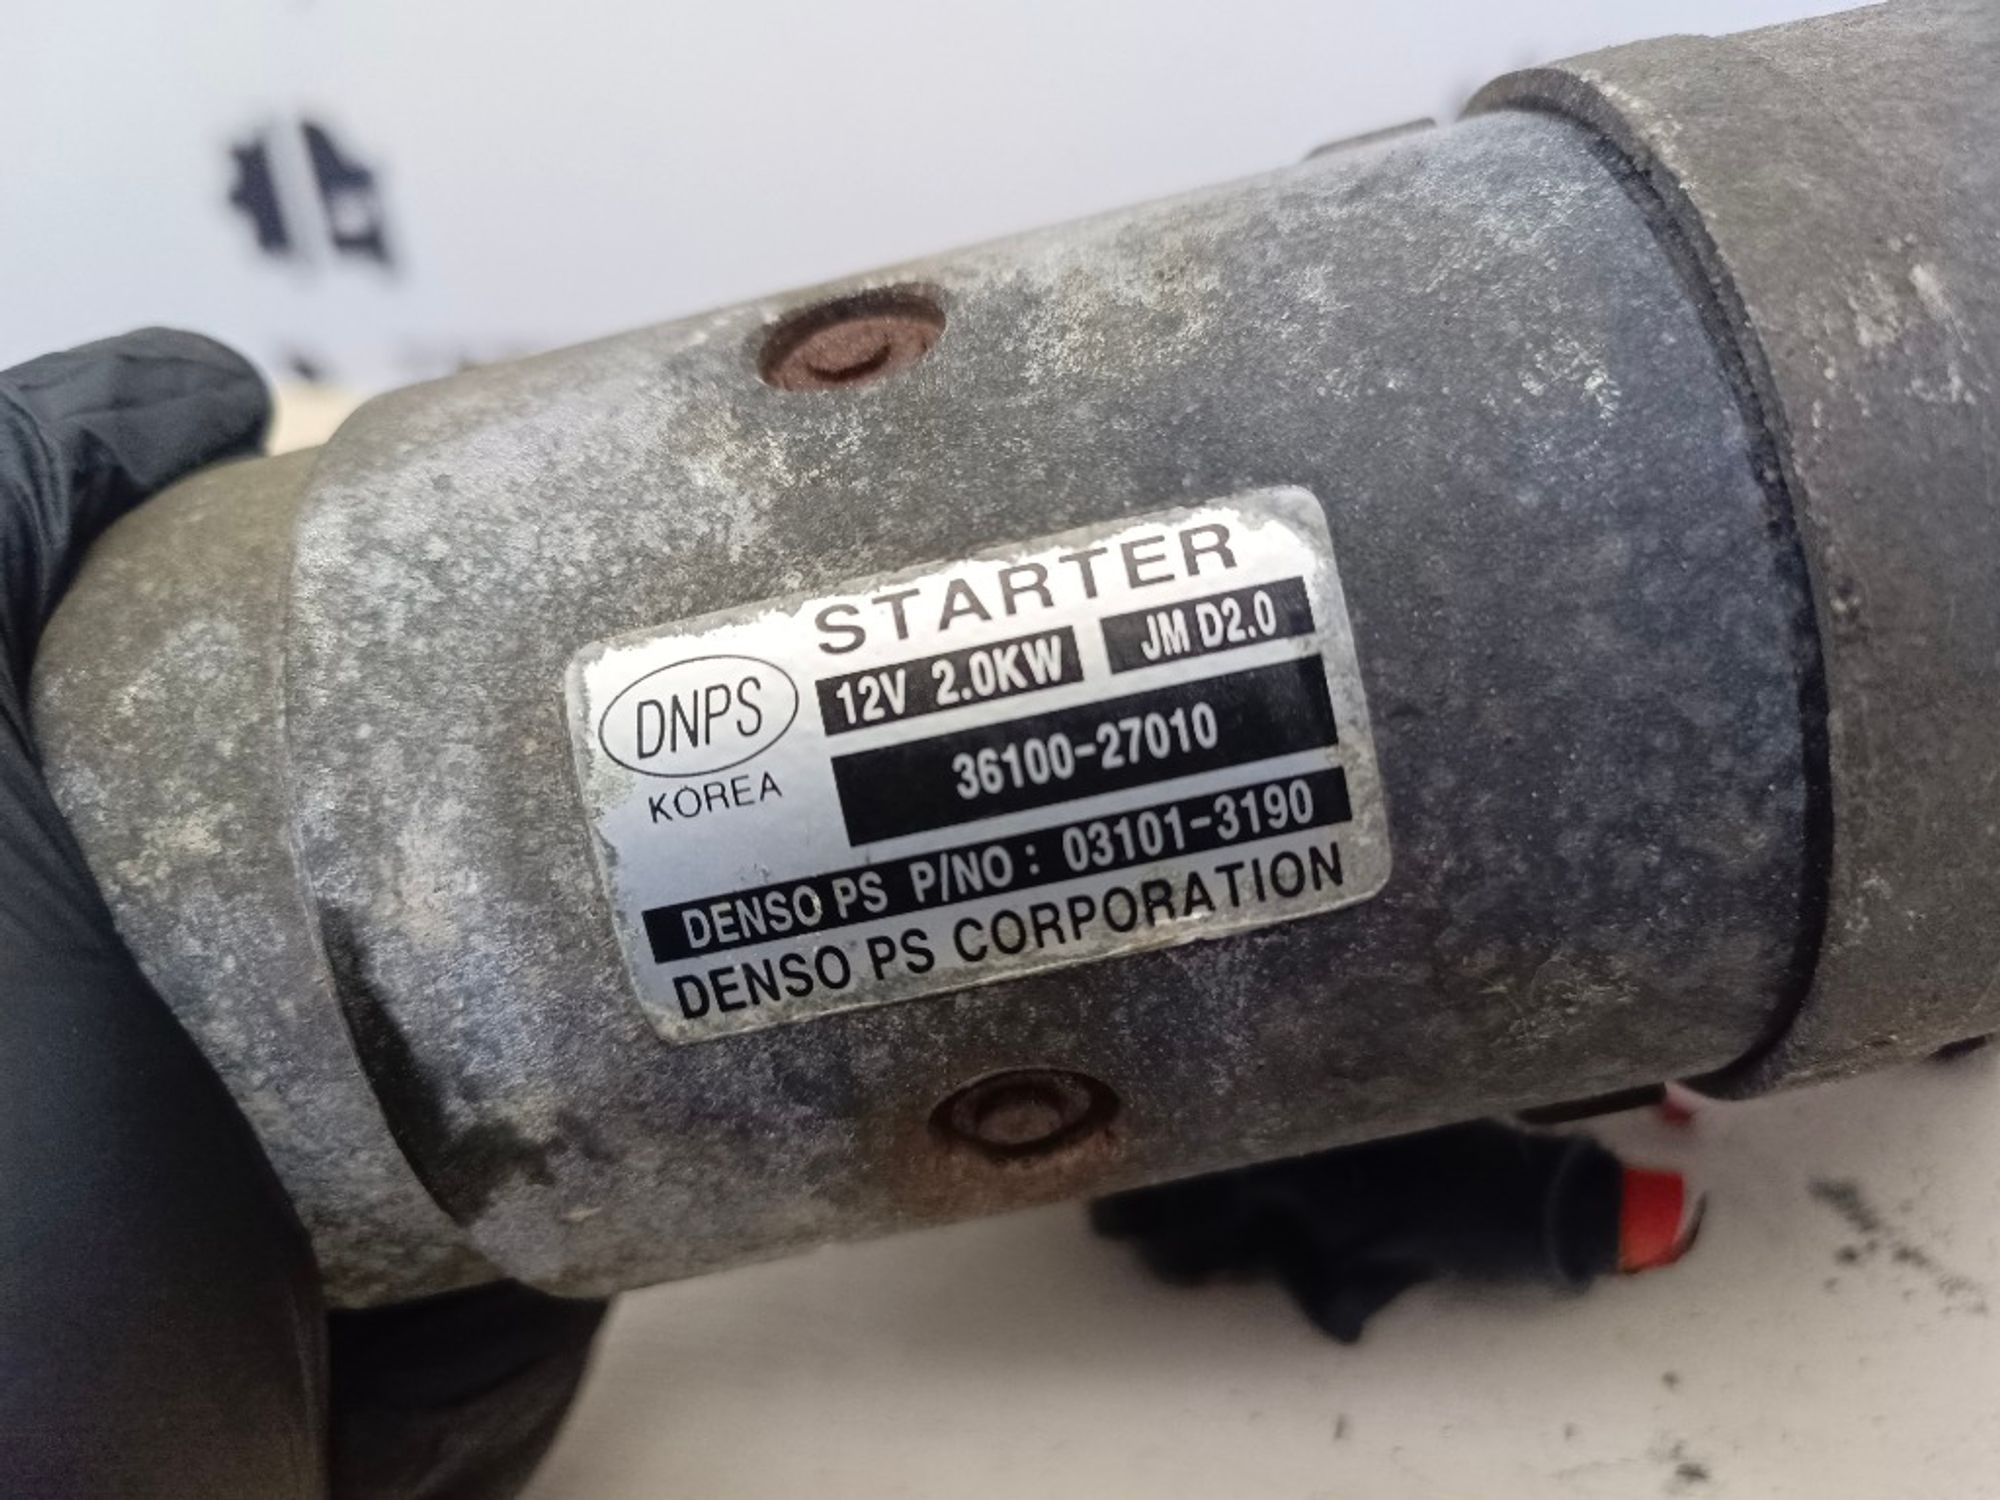 STARTER
12V 2.0KW JM D2.0
DNPS
36100-27010
KOREA
DENSO PS P/NO : 03101-3190
DENSO PS CORPORATION